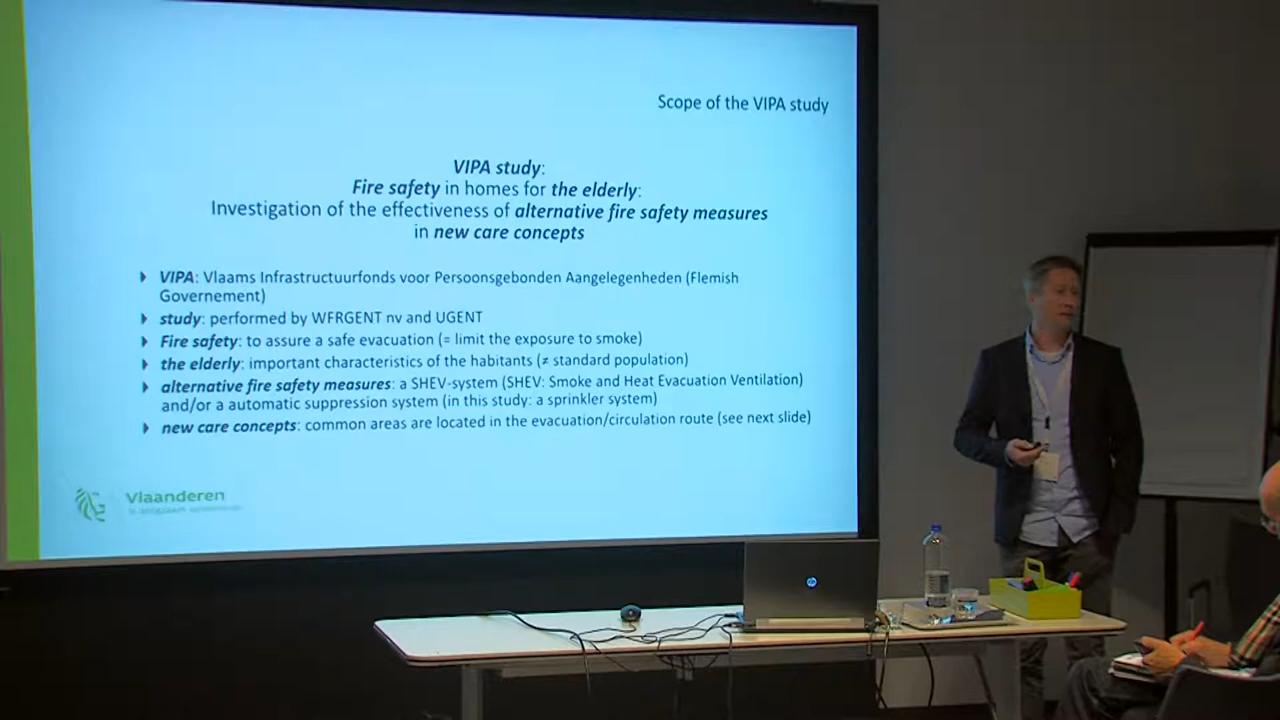 Scope of the VIPA study
VIPA study:
Fire safety in homes for the elderly:
Investigation of the effectiveness of alternative fire safety measures
in new care concepts
VIPA: Vlaams Infrastructuurfonds voor Persoonsgebonden Aangelegenheden (Flemish
Governement)
study: performed by WFRGENT nv and UGENT
Fire safety: to assure a safe evacuation (= limit the exposure to smoke)
the elderly: important characteristics of the habitants (≠ standard population)
alternative fire safety measures: a SHEV-system (SHEV: Smoke and Heat Evacuation Ventilation)
and/or a automatic suppression system (in this study: a sprinkler system)
new care concepts: common areas are located in the evacuation/circulation route (see next slide)
Vlaanderen
hp